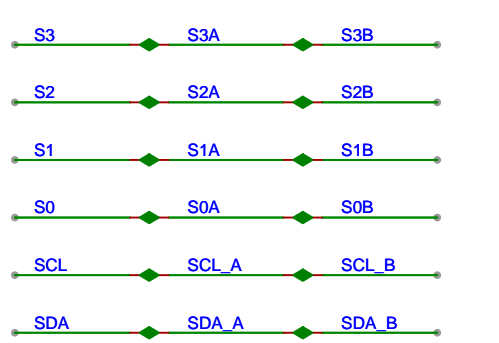 S3 S3A S3B
S2 S2A S2B
S1 S1A S1B
S0 S0A S0B
SCL SCL_A SCL_B
SDA SDA_A SDA_B